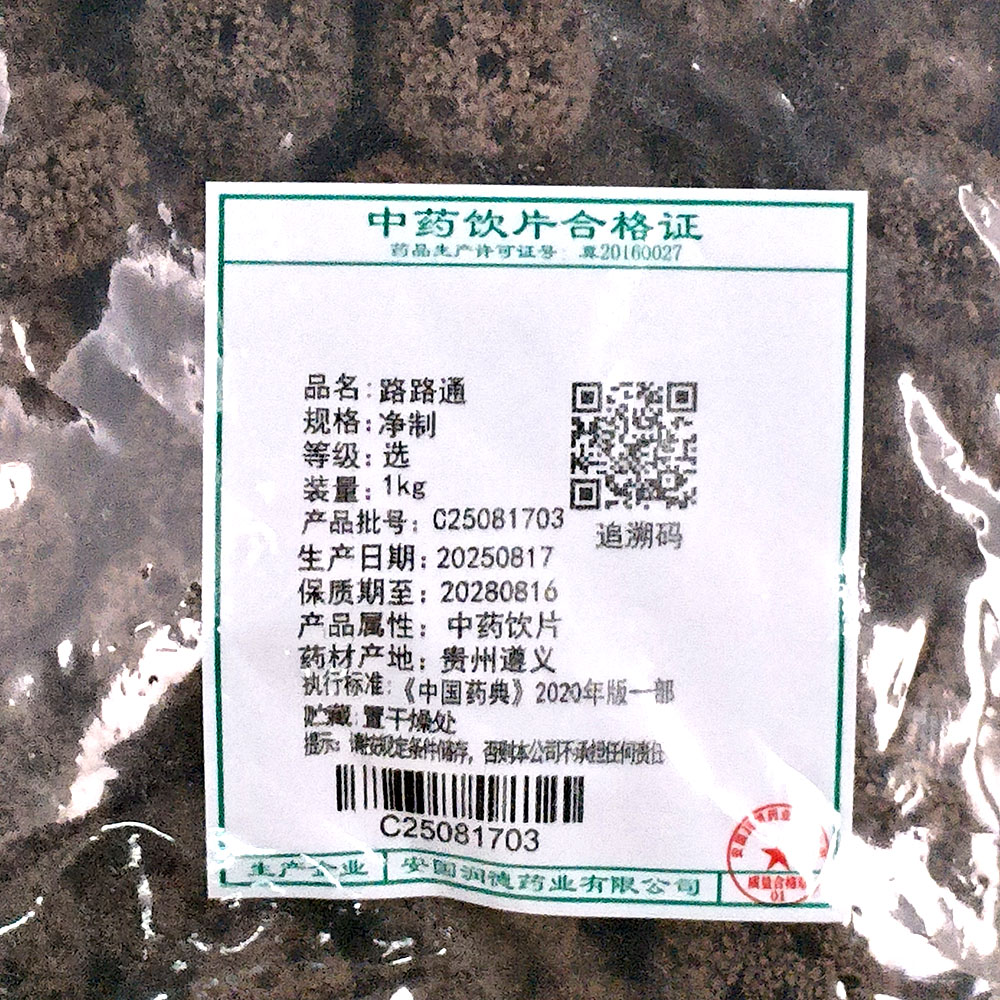 中药饮片合格证
药品生产许可证号：冀20160027
品名：路路通
规格：净制
等级：选
装量：1kg
产品批号：C25081703
追溯码
生产日期：20250817
保质期至：20280816
产品属性：中药饮片
药材产地：贵州遵义
执行标准：《中国药典》2020年版一部
贮藏：置干燥处
提示：请按规定条件储存，否则本公司不承担任何责任
C25081703
生产企业 安国润德药业有限公司
质量合格
01